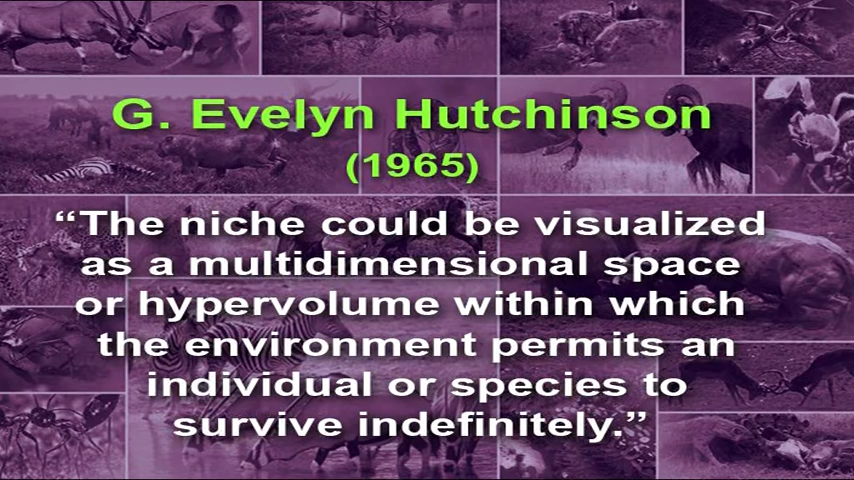 G. Evelyn Hutchinson
(1965)
“The niche could be visualized
as a multidimensional space
or hypervolume within which
the environment permits an
individual or species to
survive indefinitely.”